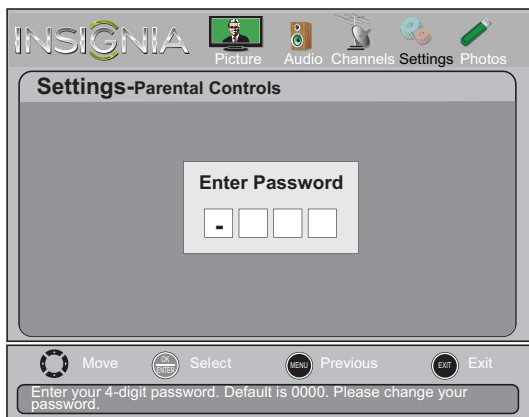 INSIGNIA
Picture Audio Channels Settings Photos
Settings-Parental Controls
Enter Password
-
OK ENTER MENU EXIT
Move Select Previous Exit
Enter your 4-digit password. Default is 0000. Please change your
password.